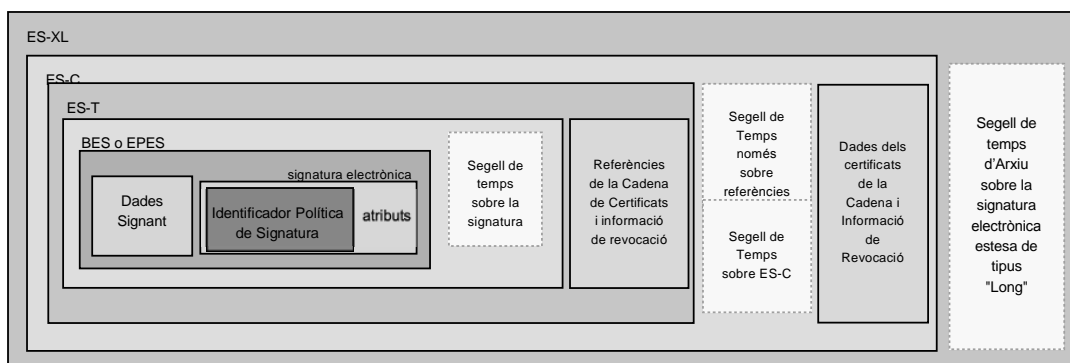 ES-XL
ES-C
ES-T
BES o EPES
signatura electrònica
Dades
Signant
Identificador Política
de Signatura
atributs
Segell de
temps
sobre la
signatura
Referències
de la Cadena
de Certificats
i informació
de revocació
Segell de
Temps
només
sobre
referències
Segell de
Temps
sobre ES-C
Dades dels
certificats
de la
Cadena i
Informació
de
Revocació
Segell de
temps
d'Arxiu
sobre la
signatura
electrònica
estesa de
tipus
"Long"